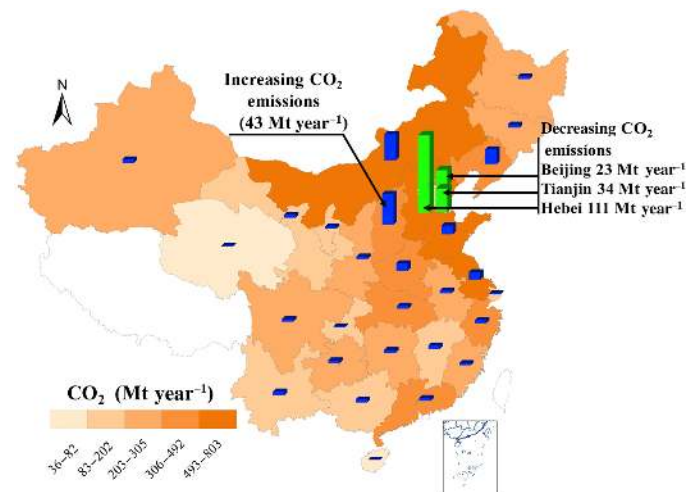 N
Increasing CO₂
emissions
(43 Mt year⁻¹)
Decreasing CO₂
emissions
Beijing 23 Mt year⁻¹
Tianjin 34 Mt year⁻¹
Hebei 111 Mt year⁻¹
CO₂ (Mt year⁻¹)
36–82
83–202
203–305
306–492
493–803